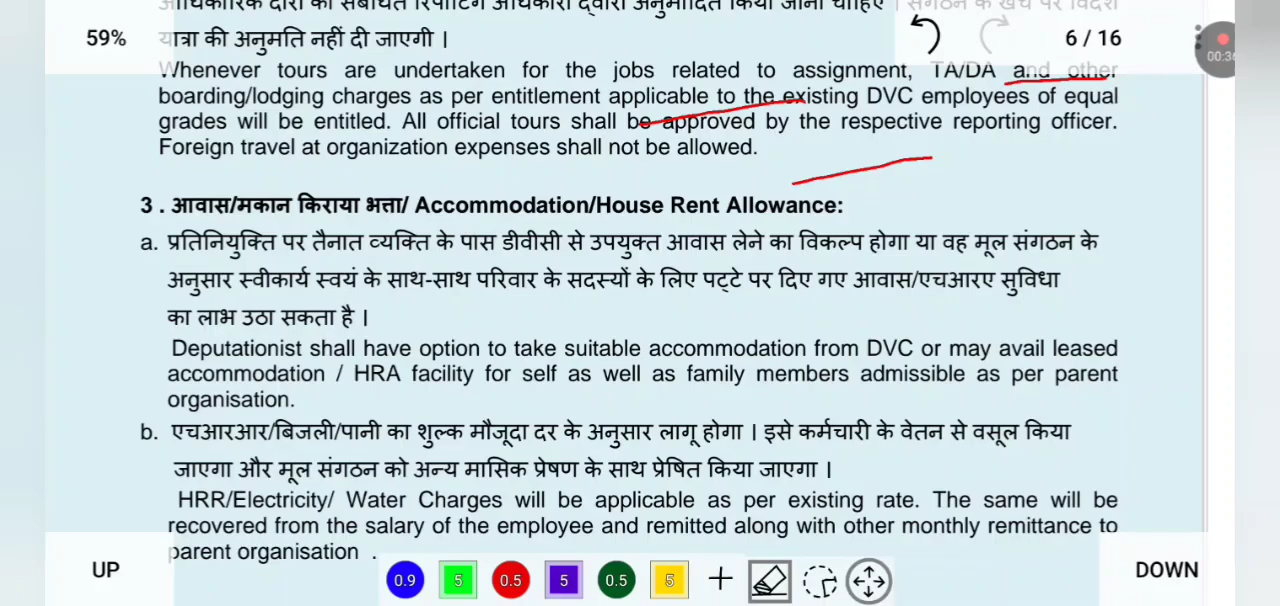 आधिकारिक दौरों को संबंधित रिपोर्टिंग अधिकारी द्वारा अनुमोदित किया जाना चाहिए | संगठन के खर्च पर विदेश
59%
यात्रा की अनुमति नहीं दी जाएगी |
6 / 16
00:36
Whenever tours are undertaken for the jobs related to assignment, TA/DA and other
boarding/lodging charges as per entitlement applicable to the existing DVC employees of equal
grades will be entitled. All official tours shall be approved by the respective reporting officer.
Foreign travel at organization expenses shall not be allowed.
3 . आवास/मकान किराया भत्ता/ Accommodation/House Rent Allowance:
a. प्रतिनियुक्ति पर तैनात व्यक्ति के पास डीवीसी से उपयुक्त आवास लेने का विकल्प होगा या वह मूल संगठन के
अनुसार स्वीकार्य स्वयं के साथ-साथ परिवार के सदस्यों के लिए पट्टे पर दिए गए आवास/एचआरए सुविधा
का लाभ उठा सकता है |
Deputationist shall have option to take suitable accommodation from DVC or may avail leased
accommodation / HRA facility for self as well as family members admissible as per parent
organisation.
b. एचआरआर/बिजली/पानी का शुल्क मौजूदा दर के अनुसार लागू होगा | इसे कर्मचारी के वेतन से वसूल किया
जाएगा और मूल संगठन को अन्य मासिक प्रेषण के साथ प्रेषित किया जाएगा |
HRR/Electricity/ Water Charges will be applicable as per existing rate. The same will be
recovered from the salary of the employee and remitted along with other monthly remittance to
parent organisation .
UP
0.9 5 0.5 5 0.5 5
DOWN